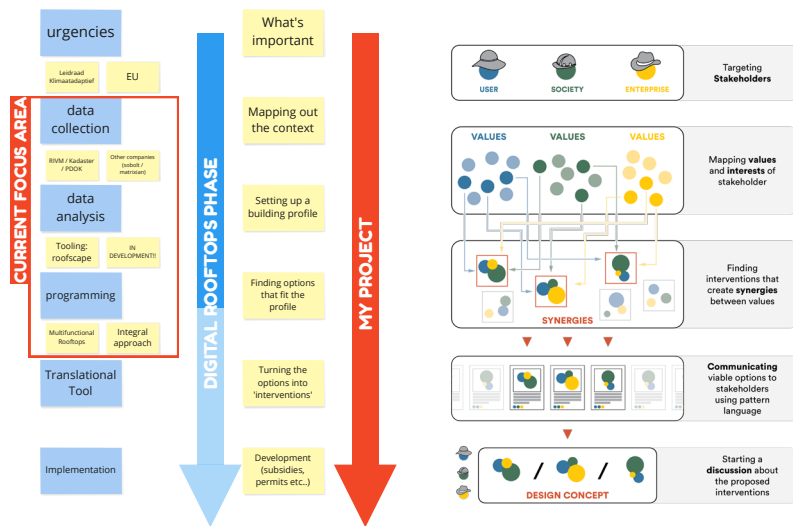 urgencies
Leidraad
Klimaatadaptief
EU
CURRENT FOCUS AREA
data
collection
RIVM / Kadaster
/ PDOK
Other companies
(sobolt /
matrixian)
data
analysis
Tooling:
roofscape
IN
DEVELOPMENT!!
programming
Multifunctional
Rooftops
Integral
approach
Translational
Tool
Implementation
DIGITAL ROOFTOPS PHASE
What's
important
Mapping out
the context
Setting up a
building profile
Finding options
that fit the
profile
Turning the
options into
'interventions'
Development
(subsidies,
permits etc..)
MY PROJECT
USER
SOCIETY
ENTERPRISE
Targeting
Stakeholders
VALUES
VALUES
VALUES
Mapping values
and interests of
stakeholder
SYNERGIES
Finding
interventions that
create synergies
between values
Communicating
viable options to
stakeholders
using pattern
language
/
/
DESIGN CONCEPT
Starting a
discussion about
the proposed
interventions